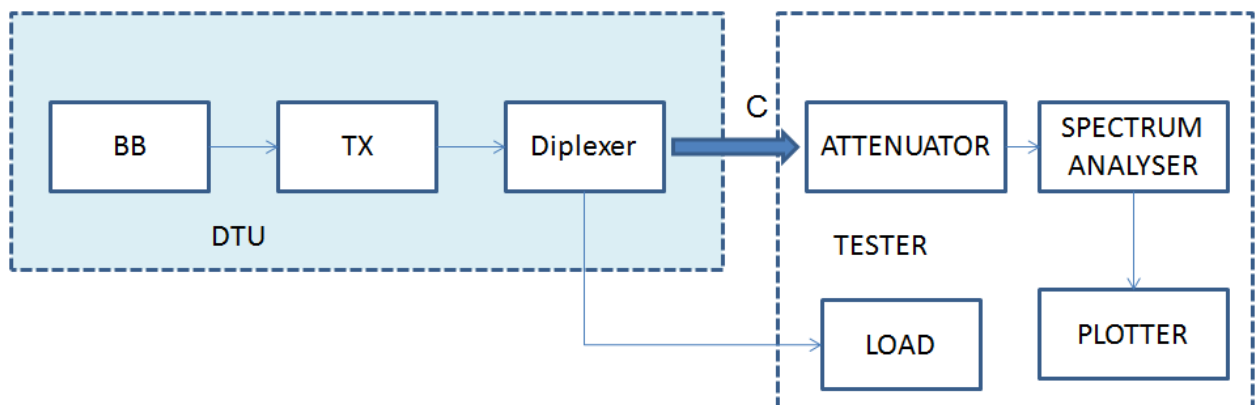 C
BB
TX
Diplexer
ATTENUATOR
SPECTRUM
ANALYSER
DTU
TESTER
LOAD
PLOTTER